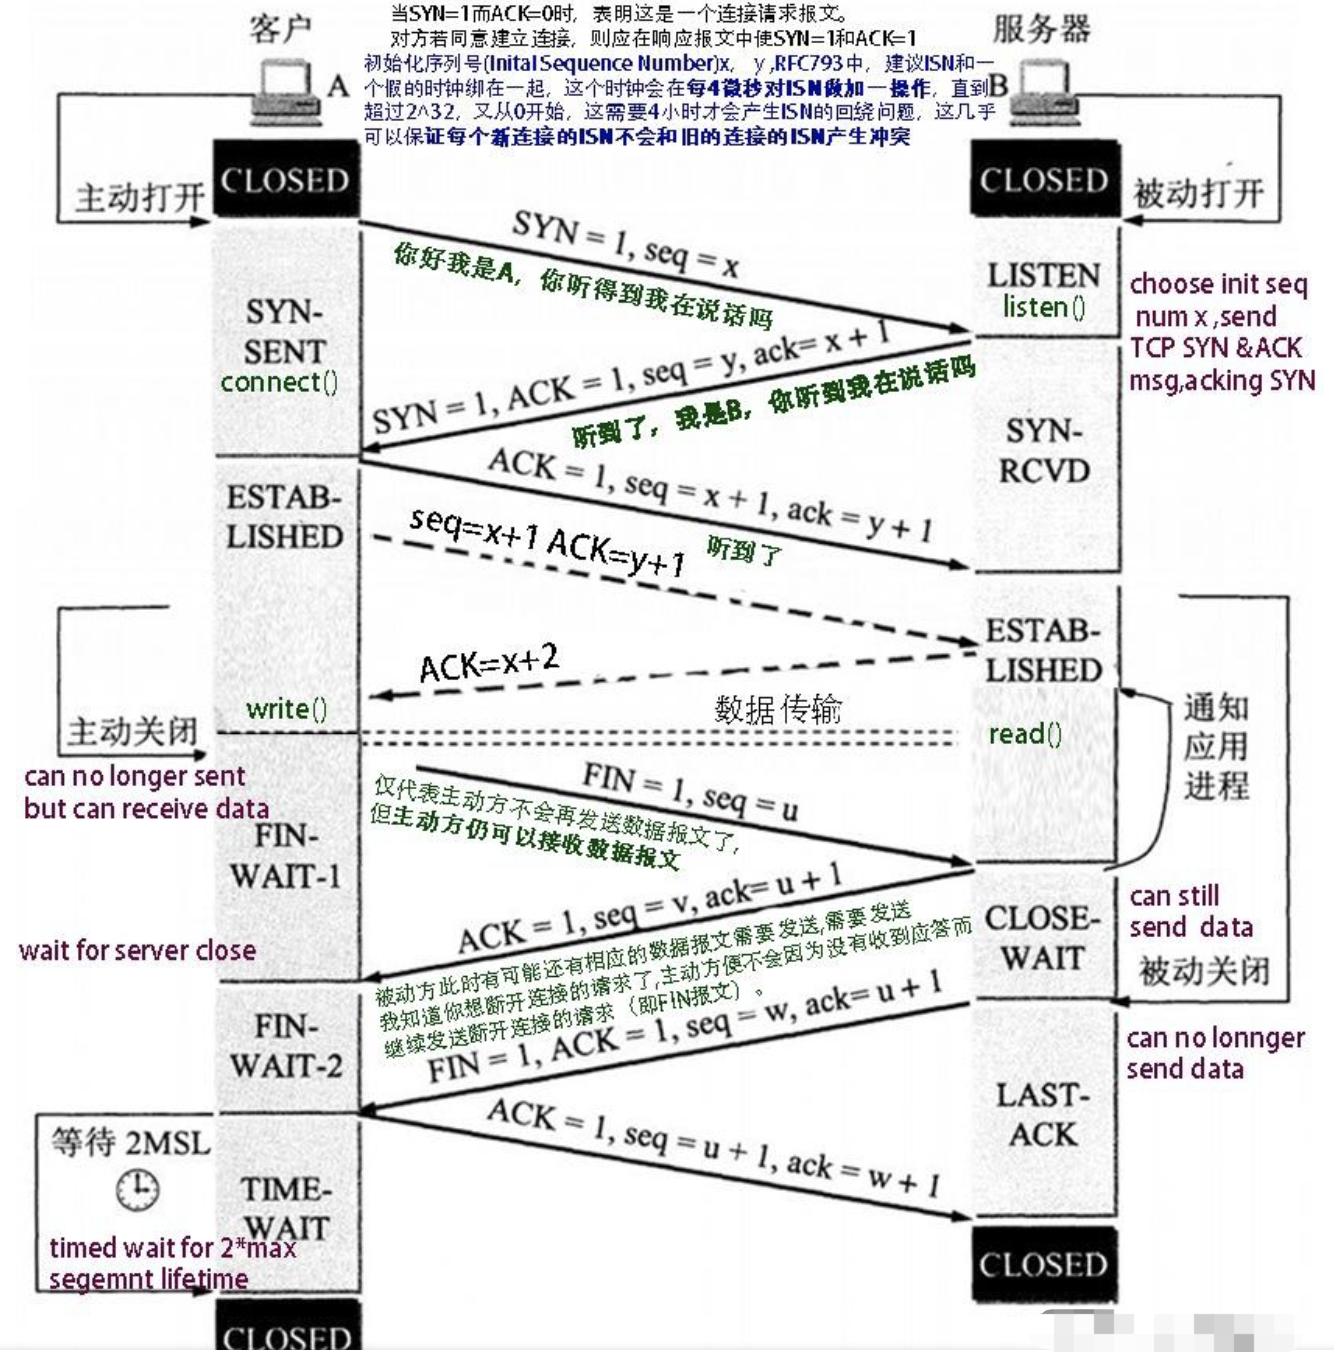 当SYN=1而ACK=0时，表明这是一个连接请求报文。
对方若同意建立连接，则应在响应报文中使SYN=1和ACK=1
初始化序列号(Inital Sequence Number)x， y ,RFC793中，建议ISN和一
个假的时钟绑在一起，这个时钟会在每4微秒对ISN做加一操作，直到
超过2^32，又从0开始，这需要4小时才会产生ISN的回绕问题，这几乎
可以保证每个新连接的ISN不会和旧的连接的ISN产生冲突
客户
服务器
A
B
CLOSED
CLOSED
主动打开
被动打开
SYN = 1, seq = x
你好我是A，你听得到我在说话吗
LISTEN
listen()
choose init seq
num x ,send
TCP SYN &ACK
msg,acking SYN
SYN-
SENT
connect()
SYN = 1, ACK = 1, seq = y, ack= x + 1
听到了，我是B，你听到我在说话吗
SYN-
RCVD
ACK = 1, seq = x + 1, ack = y + 1
听到了
ESTAB-
LISHED
seq=x+1 ACK=y+1
ESTAB-
LISHED
ACK=x+2
write()
数据传输
read()
通知
应用
进程
主动关闭
can no longer sent
but can receive data
FIN = 1, seq = u
仅代表主动方不会再发送数据报文了,
但主动方仍可以接收数据报文
FIN-
WAIT-1
ACK = 1, seq = v, ack= u + 1
wait for server close
CLOSE-
WAIT
can still
send data
被动关闭
被动方此时有可能还有相应的数据报文需要发送,需要发送
我知道你想断开连接的请求了,主动方便不会因为没有收到应答而
继续发送断开连接的请求（即FIN报文）。
FIN-
WAIT-2
FIN = 1, ACK = 1, seq = w, ack= u + 1
can no lonnger
send data
LAST-
ACK
ACK = 1, seq = u + 1, ack = w + 1
等待 2MSL
TIME-
WAIT
timed wait for 2*max
segemnt lifetime
CLOSED
CLOSED